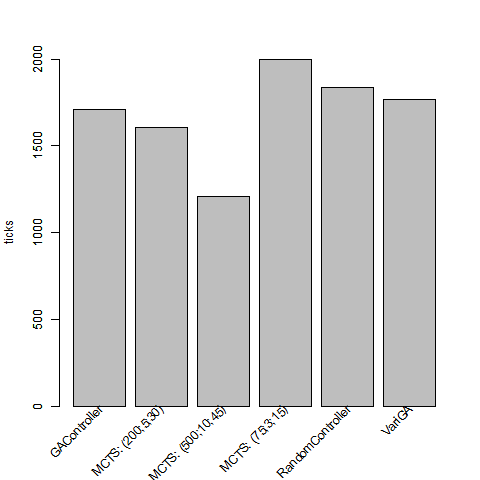 2000
1500
1000
500
0
ticks
GAController
MCTS: (200;5;30)
MCTS: (500;10;45)
MCTS: (75;3;15)
RandomController
VariGA